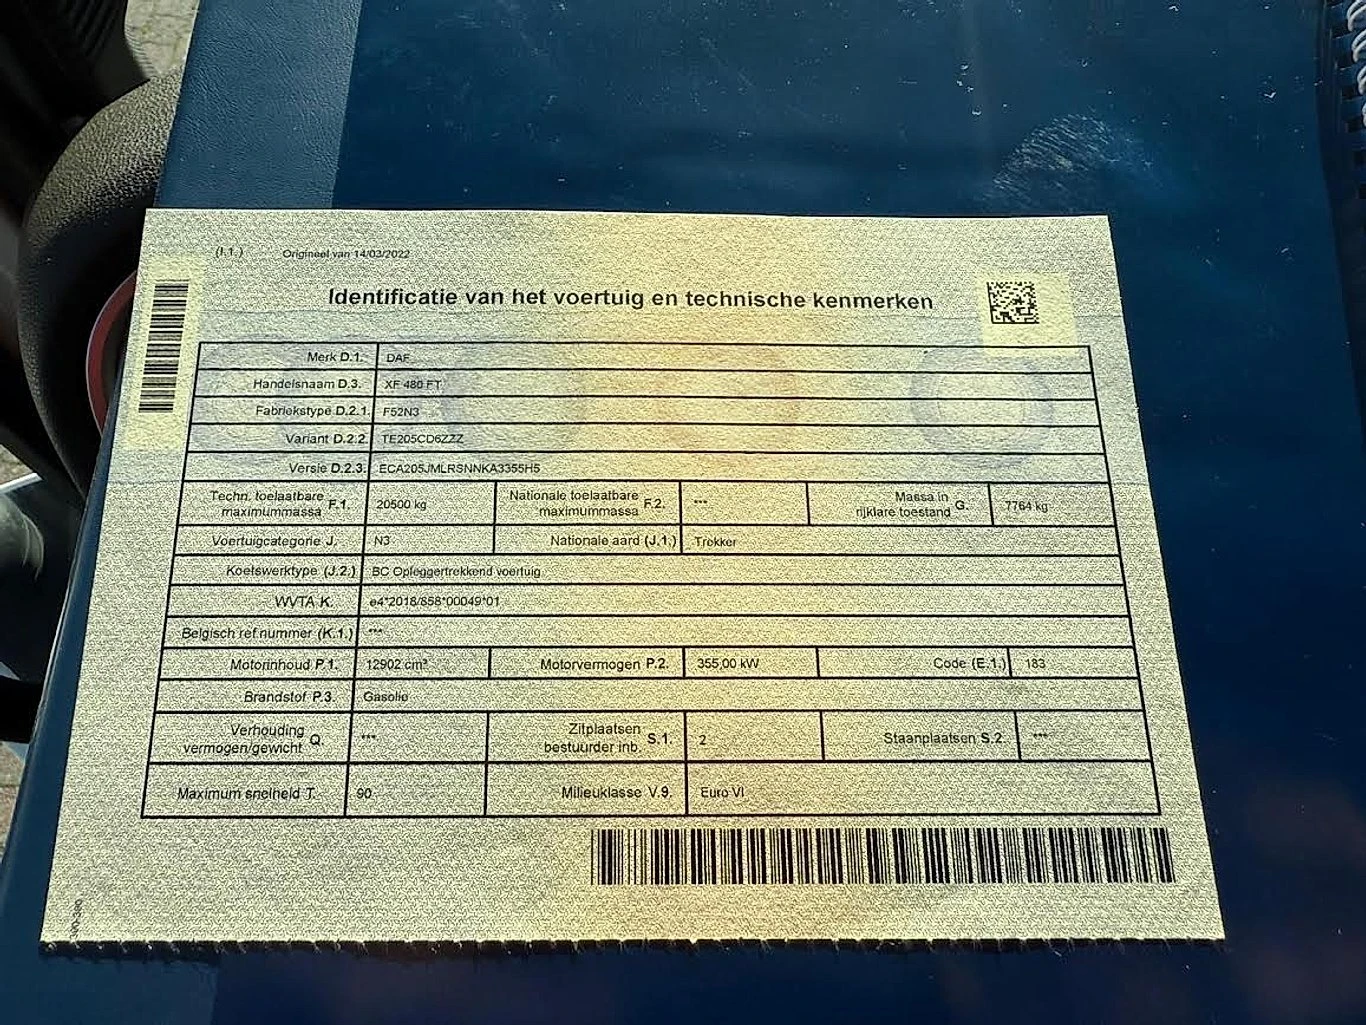 (I.1.) Origineel van 14/03/2022
Identificatie van het voertuig en technische kenmerken
Merk D.1. DAF
Handelsnaam D.3. XF 480 FT
Fabriekstype D.2.1. F52N3
Variant D.2.2. TE205CD6ZZZ
Versie D.2.3. ECA205JMLRSNNKA3355H5
Techn. toelaatbare maximummassa F.1. 20500 kg Nationale toelaatbare maximummassa F.2. *** Massa in rijklare toestand G. 7764 kg
Voertuigcategorie J. N3 Nationale aard (J.1.) Trekker
Koetswerktype (J.2.) BC Opleggertrekkend voertuig
WVTA K. e4*2018/858*00049*01
Belgisch ref.nummer (K.1.) ***
Motorinhoud P.1. 12902 cm³ Motorvermogen P.2. 355,00 kW Code (E.1.) 183
Brandstof P.3. Gasolie
Verhouding vermogen/gewicht Q. *** Zitplaatsen bestuurder inb. S.1. 2 Staanplaatsen S.2 ***
Maximum snelheid T. 90 Milieuklasse V.9. Euro VI